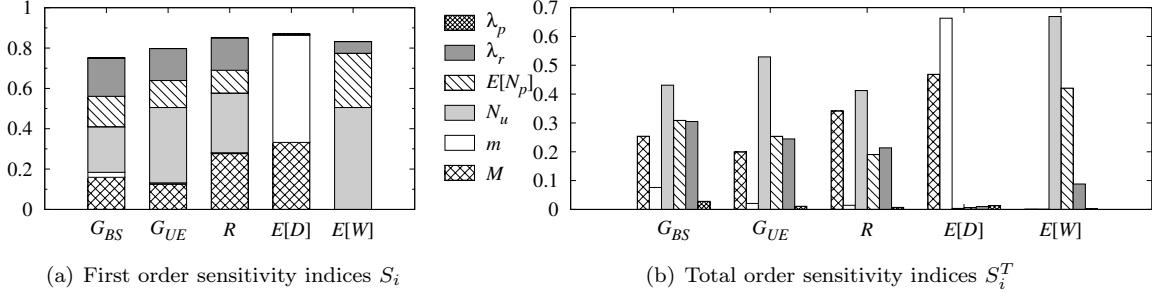 1
0.8
0.6
0.4
0.2
0
G_BS G_UE R E[D] E[W]
λ_p
λ_r
E[N_p]
N_u
m
M
(a) First order sensitivity indices S_i
0.7
0.6
0.5
0.4
0.3
0.2
0.1
0
G_BS G_UE R E[D] E[W]
(b) Total order sensitivity indices S_i^T